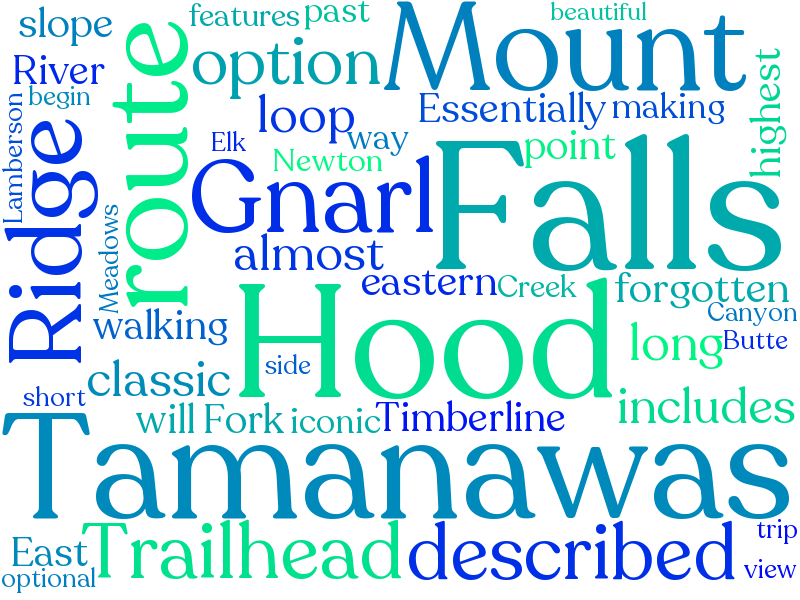 slope
features
past
beautiful
Mount
River
option
route
begin
loop
Essentially
making
highest
Lamberson
Ridge
Elk
way
Newton
point
Gnarl
Falls
almost
Meadows
eastern
Creek
forgotten
Hood
walking
Canyon
long
Butte
side
classic
short
will
Fork
iconic
Timberline
includes
Tamanawas
East
Trailhead
described
trip
optional
view